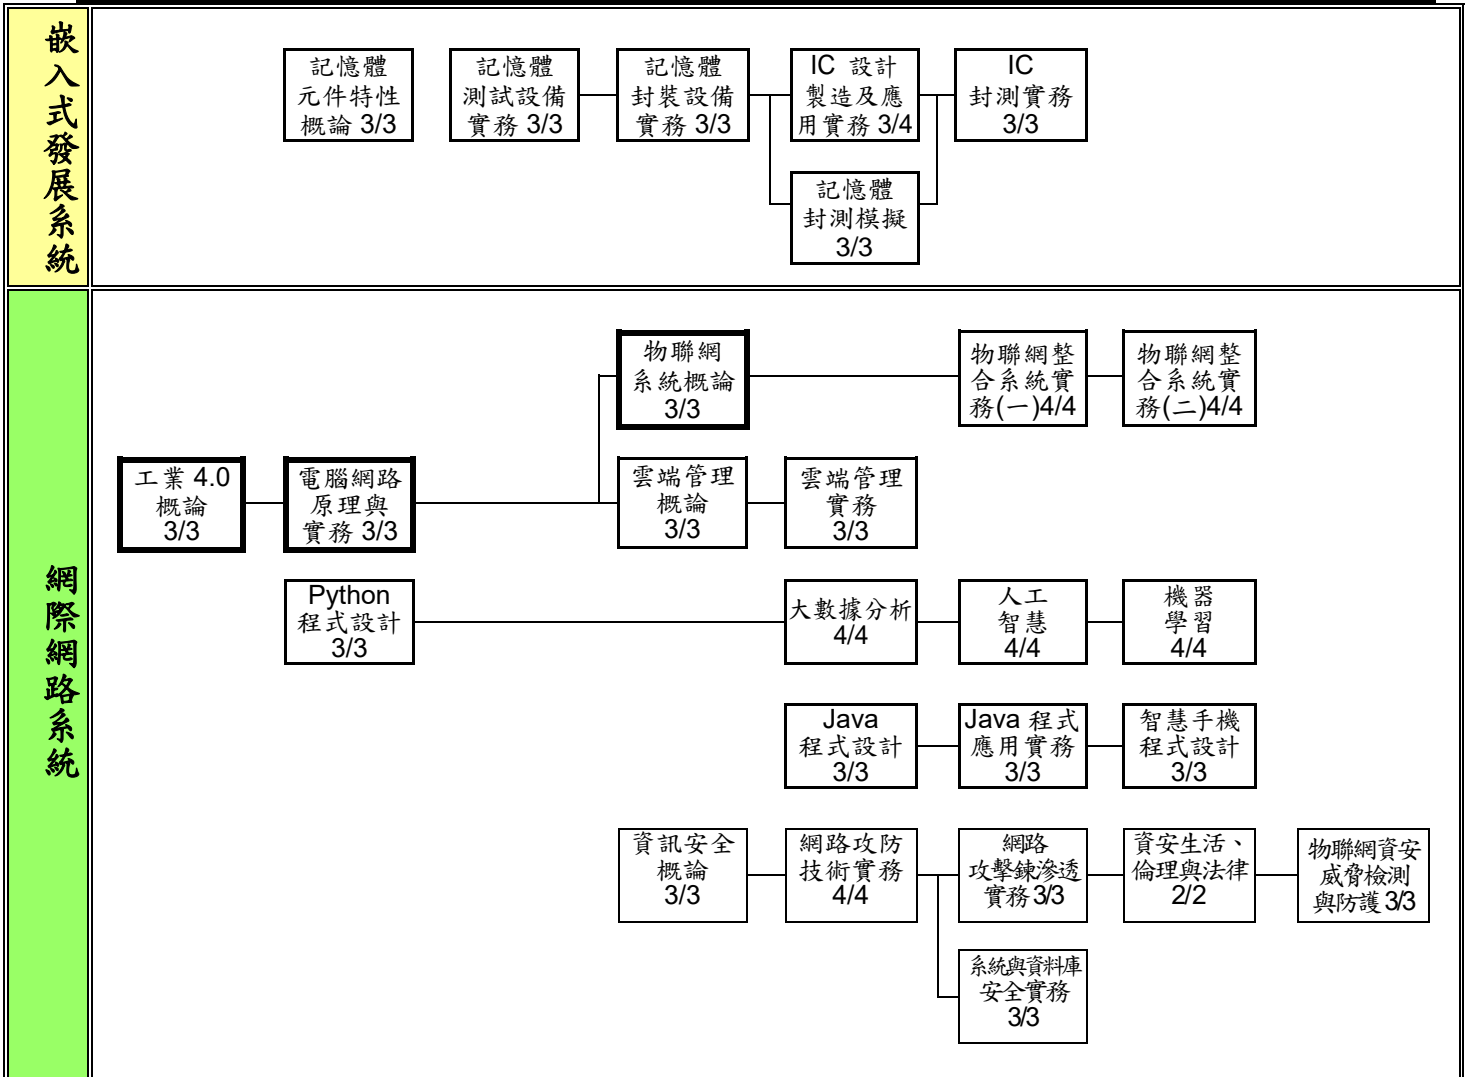 嵌入式發展系統
記憶體
元件特性
概論 3/3
記憶體
測試設備
實務 3/3
記憶體
封裝設備
實務 3/3
IC 設計
製造及應
用實務 3/4
IC
封測實務
3/3
記憶體
封測模擬
3/3
網際網路系統
物聯網
系統概論
3/3
物聯網整
合系統實
務(一)4/4
物聯網整
合系統實
務(二)4/4
工業 4.0
概論
3/3
電腦網路
原理與
實務 3/3
雲端管理
概論
3/3
雲端管理
實務
3/3
Python
程式設計
3/3
大數據分析
4/4
人工
智慧
4/4
機器
學習
4/4
Java
程式設計
3/3
Java 程式
應用實務
3/3
智慧手機
程式設計
3/3
資訊安全
概論
3/3
網路攻防
技術實務
4/4
網路
攻擊鍊滲透
實務 3/3
資安生活、
倫理與法律
2/2
物聯網資安
威脅檢測
與防護 3/3
系統與資料庫
安全實務
3/3